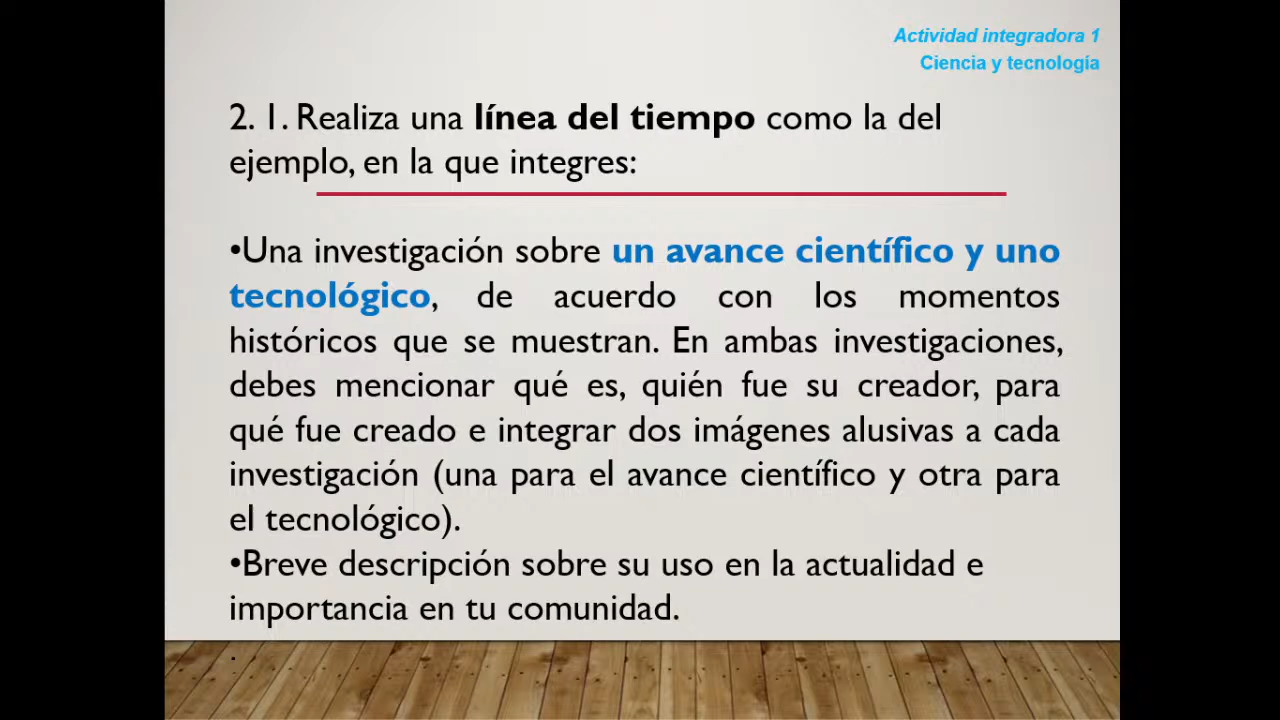 Actividad integradora 1
Ciencia y tecnología
2. 1. Realiza una línea del tiempo como la del
ejemplo, en la que integres:
•Una investigación sobre un avance científico y uno
tecnológico, de acuerdo con los momentos
históricos que se muestran. En ambas investigaciones,
debes mencionar qué es, quién fue su creador, para
qué fue creado e integrar dos imágenes alusivas a cada
investigación (una para el avance científico y otra para
el tecnológico).
•Breve descripción sobre su uso en la actualidad e
importancia en tu comunidad.
.